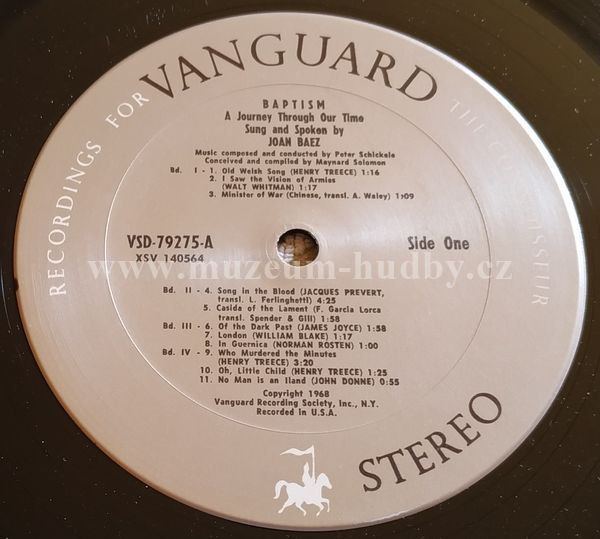 RECORDINGS FOR VANGUARD THE CONNOISSEUR
BAPTISM
A Journey Through Our Time
Sung and Spoken by
JOAN BAEZ
Music composed and conducted by Peter Schickele
Conceived and compiled by Maynard Solomon
Bd. I - 1. Old Welsh Song (HENRY TREECE) 1:16
2. I Saw the Vision of Armies
(WALT WHITMAN) 1:17
3. Minister of War (Chinese, transl. A. Waley) 1:09
VSD-79275-A
XSV 140564
Side One
www.muzeum-hudby.cz
Bd. II - 4. Song in the Blood (JACQUES PREVERT,
transl. L. Ferlinghetti) 4:25
5. Casida of the Lament (F. Garcia Lorca
transl. Spender & Gili) 1:58
Bd. III - 6. Of the Dark Past (JAMES JOYCE) 1:58
7. London (WILLIAM BLAKE) 1:17
8. In Guernica (NORMAN ROSTEN) 1:00
Bd. IV - 9. Who Murdered the Minutes
(HENRY TREECE) 3:20
10. Oh, Little Child (HENRY TREECE) 1:25
11. No Man is an Iland (JOHN DONNE) 0:55
Copyright 1968
Vanguard Recording Society, Inc., N.Y.
Recorded in U.S.A.
STEREO